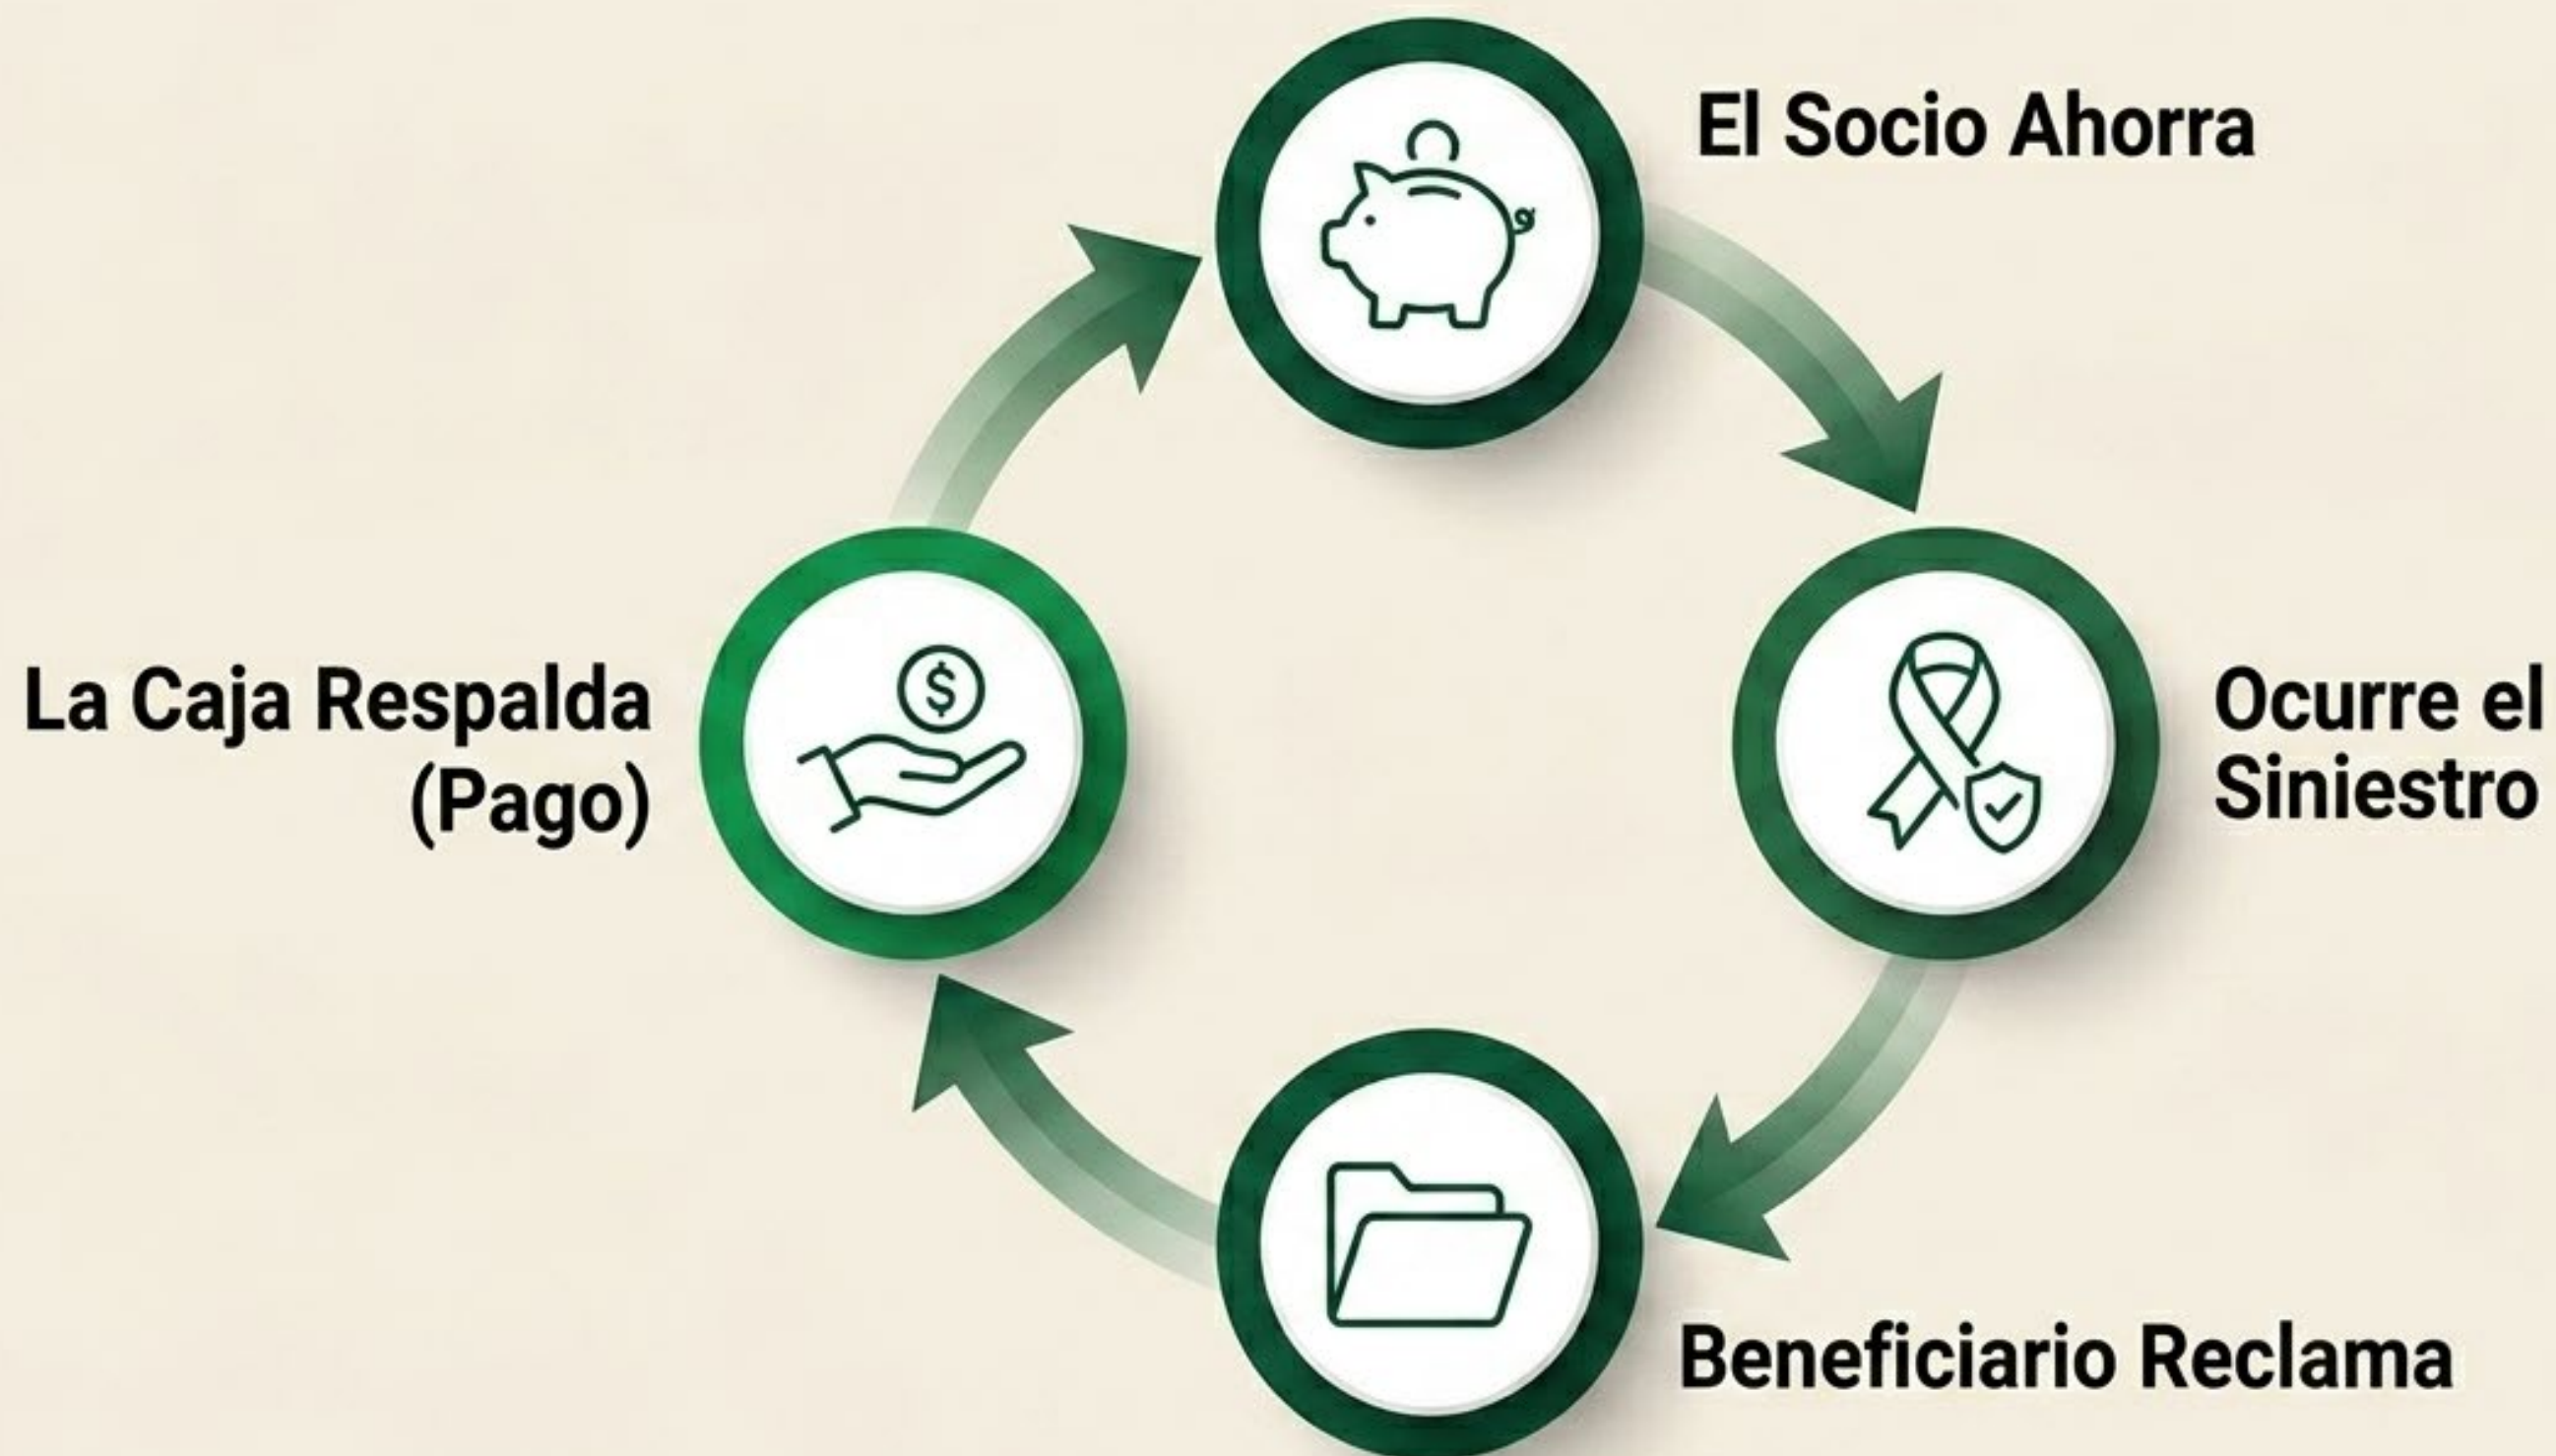 El Socio Ahorra
Ocurre el
Siniestro
Beneficiario Reclama
La Caja Respalda
(Pago)
$